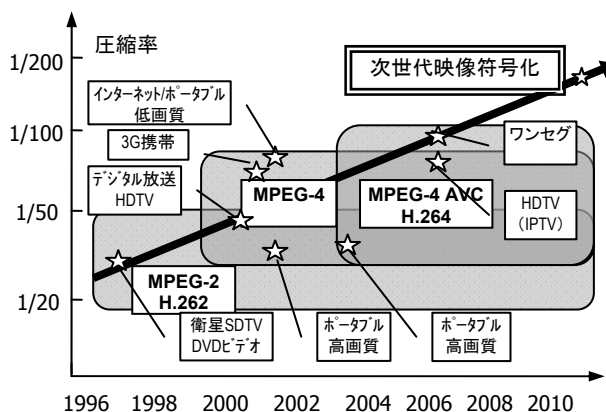 圧縮率
1/200
1/100
1/50
1/20
次世代映像符号化
ｲﾝﾀｰﾈｯﾄ/ﾎﾟｰﾀﾌﾞﾙ
低画質
3G携帯
ワンセグ
ﾃﾞｼﾞﾀﾙ放送
HDTV
MPEG-4
MPEG-4 AVC
H.264
HDTV
（IPTV）
MPEG-2
H.262
衛星SDTV
DVDﾋﾞﾃﾞｵ
ﾎﾟｰﾀﾌﾞﾙ
高画質
ﾎﾟｰﾀﾌﾞﾙ
高画質
1996 1998 2000 2002 2004 2006 2008 2010